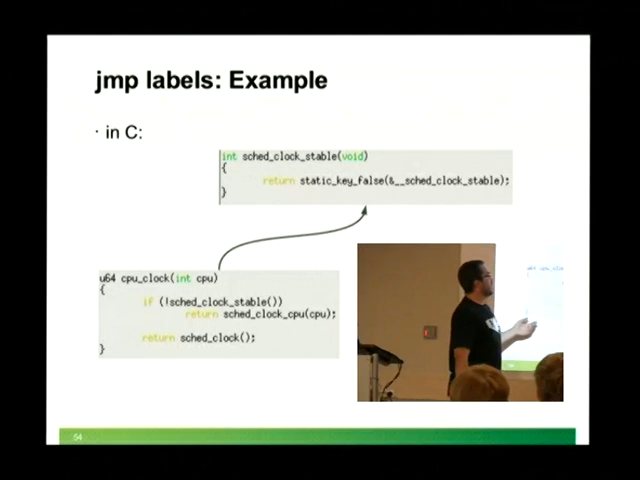 jmp labels: Example
· in C:
int sched_clock_stable(void)
{
return static_key_false(&__sched_clock_stable);
}
u64 cpu_clock(int cpu)
{
if (!sched_clock_stable())
return sched_clock_cpu(cpu);
return sched_clock();
}
54